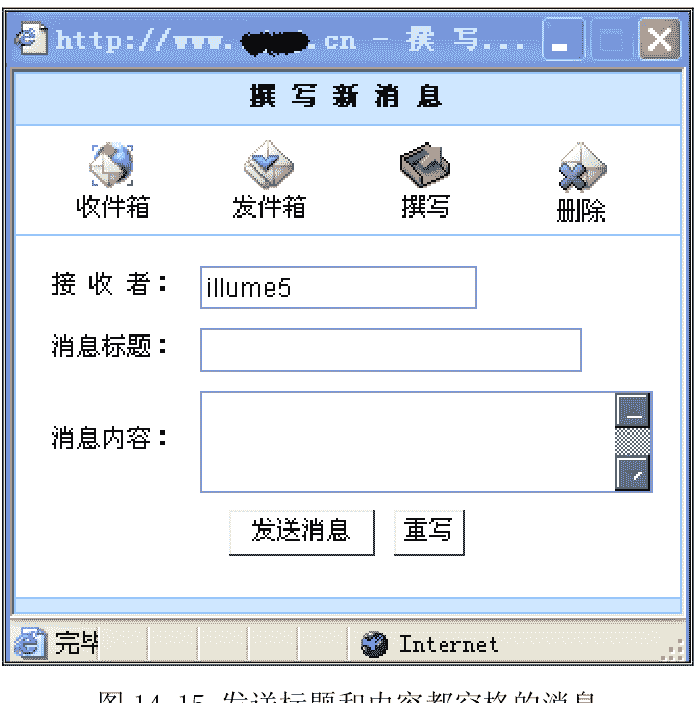 http://www. .cn - 撰 写...
撰 写 新 消 息
收件箱 发件箱 撰写 删除
接 收 者： illume5
消息标题：
消息内容：
发送消息 重写
完毕 Internet
图 14-15 发送标题和内容都空格的消息